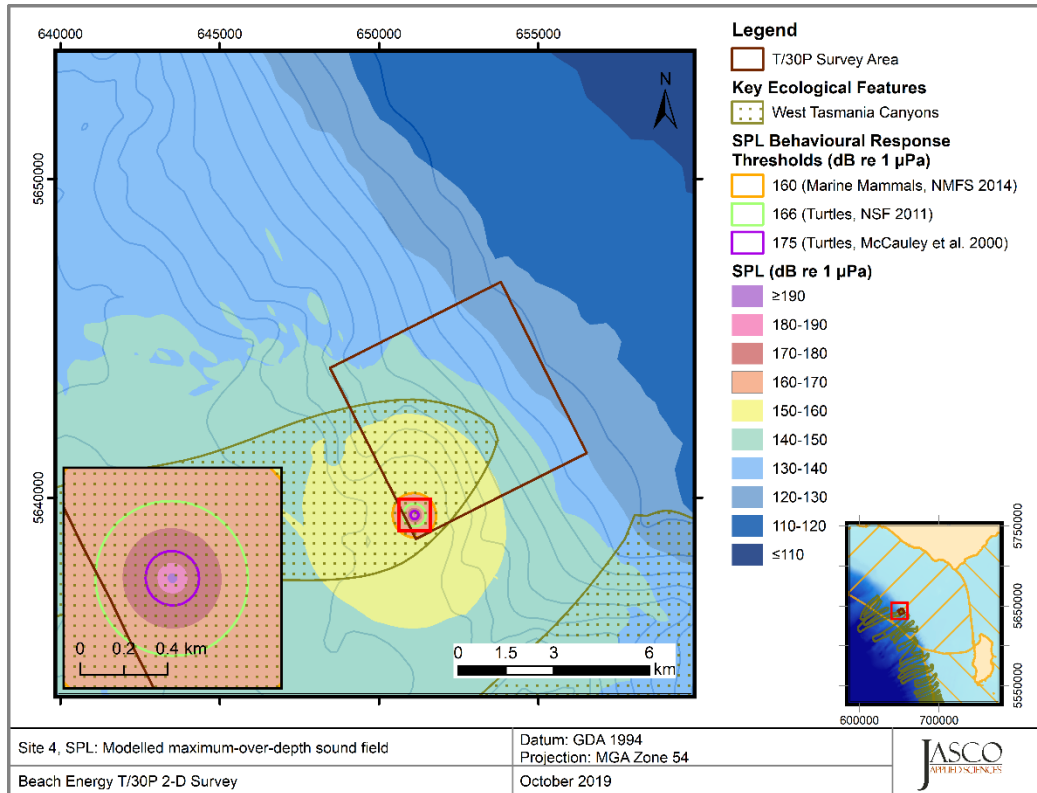 640000 645000 650000 655000
5650000
5640000
N
0 0.2 0.4 km
0 1.5 3 6
km
Legend
T/30P Survey Area
Key Ecological Features
West Tasmania Canyons
SPL Behavioural Response
Thresholds (dB re 1 µPa)
160 (Marine Mammals, NMFS 2014)
166 (Turtles, NSF 2011)
175 (Turtles, McCauley et al. 2000)
SPL (dB re 1 µPa)
≥190
180-190
170-180
160-170
150-160
140-150
130-140
120-130
110-120
≤110
5750000
5650000
5550000
6000000 7000000
Site 4, SPL: Modelled maximum-over-depth sound field
Beach Energy T/30P 2-D Survey
Datum: GDA 1994
Projection: MGA Zone 54
October 2019
JASCO
APPLIED SCIENCES